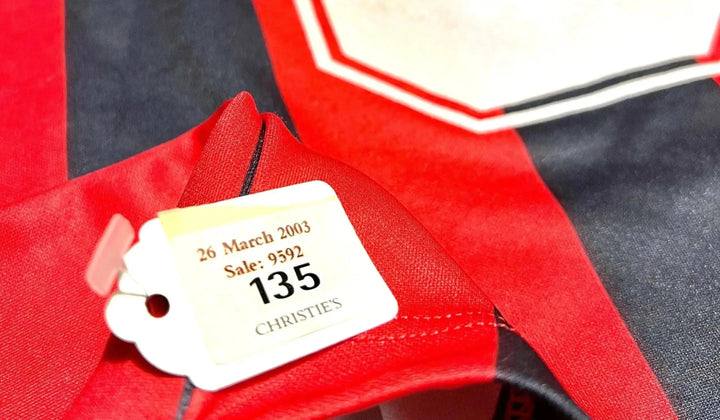 26 March 2003
Sale: 9592
135
CHRISTIE'S